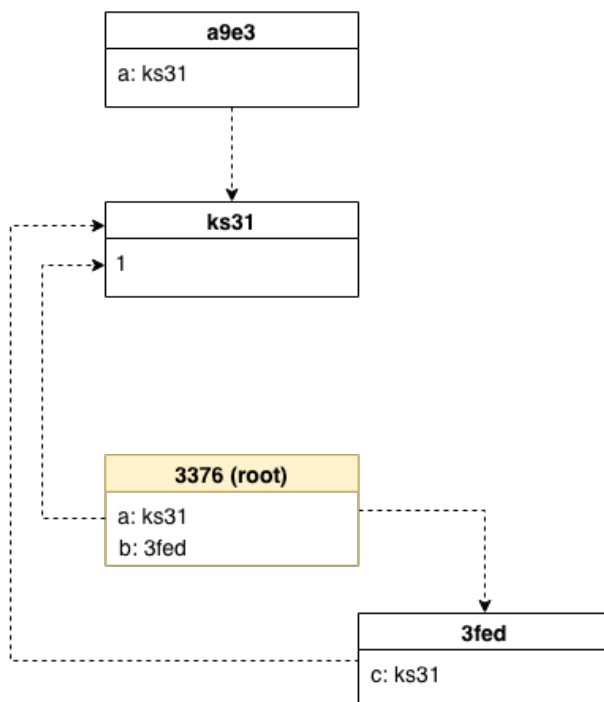 a9e3
a: ks31
ks31
1
3376 (root)
a: ks31
b: 3fed
3fed
c: ks31